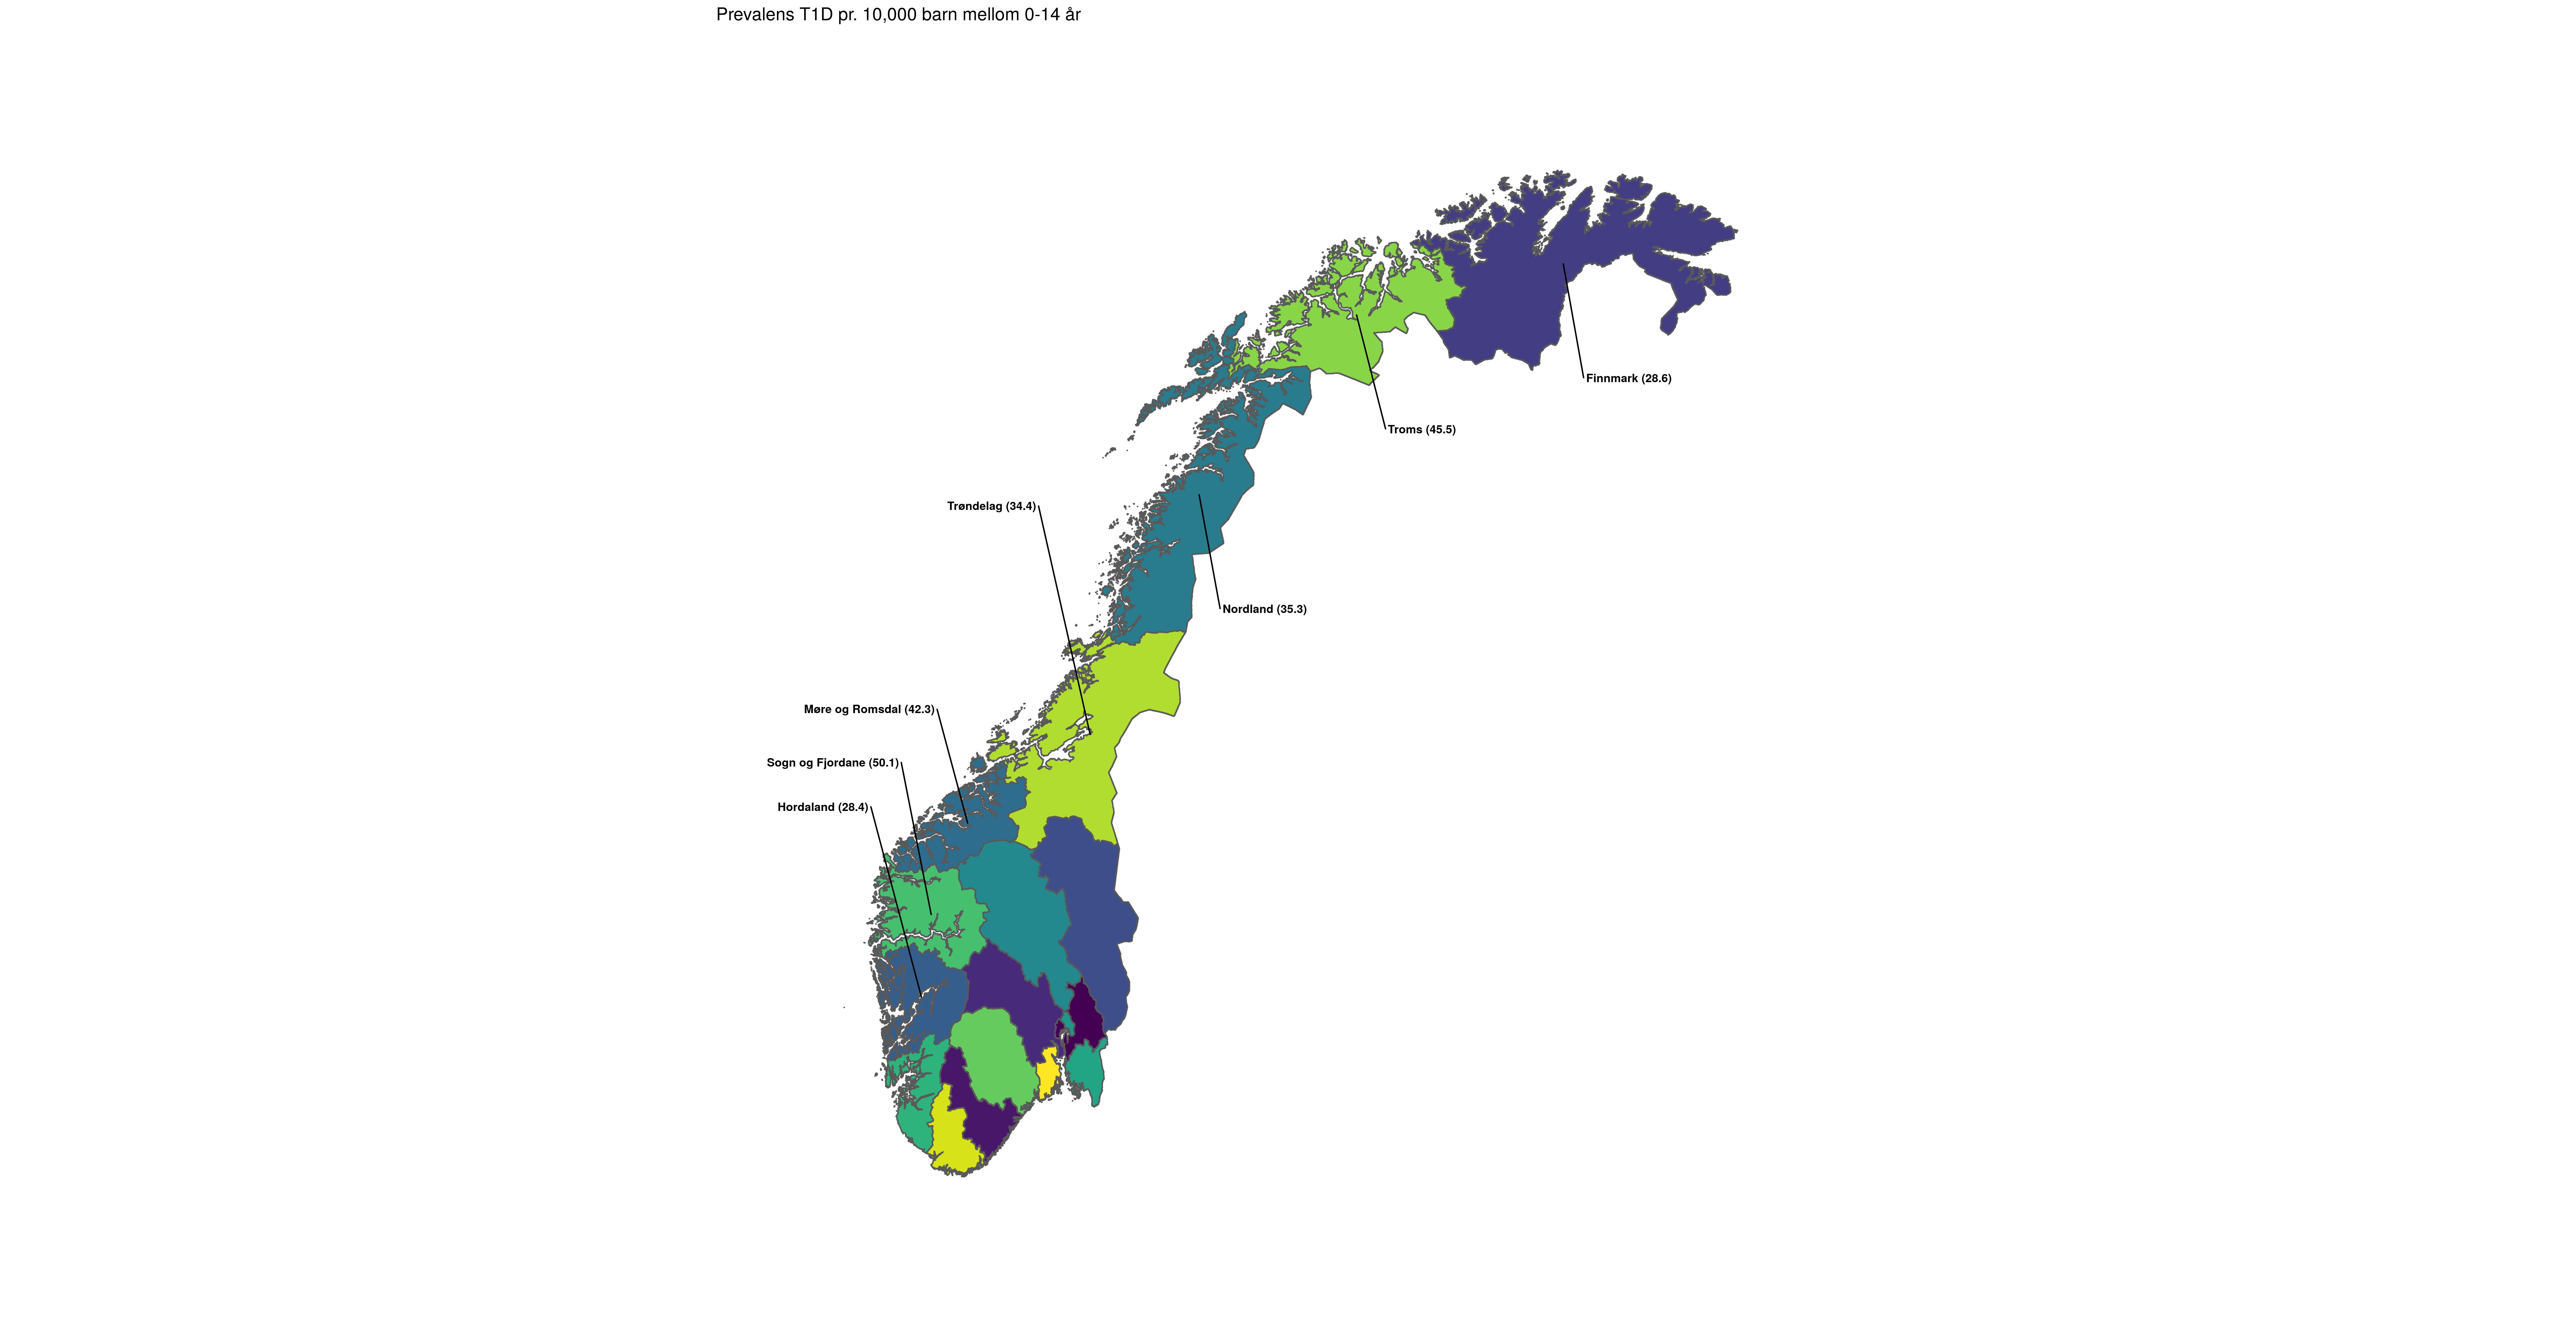 Prevalens T1D pr. 10,000 barn mellom 0-14 år
Finnmark (28.6)
Troms (45.5)
Trøndelag (34.4)
Nordland (35.3)
Møre og Romsdal (42.3)
Sogn og Fjordane (50.1)
Hordaland (28.4)